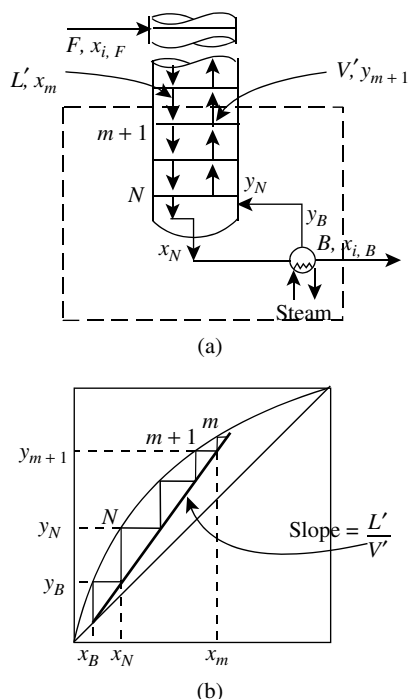 F, x_{i, F}
L′, x_m
V′, y_{m+1}
m + 1
N
y_N
y_B
B, x_{i, B}
x_N
Steam
(a)
m
m + 1
y_{m+1}
N
y_N
Slope = L′/V′
y_B
x_B x_N x_m
(b)